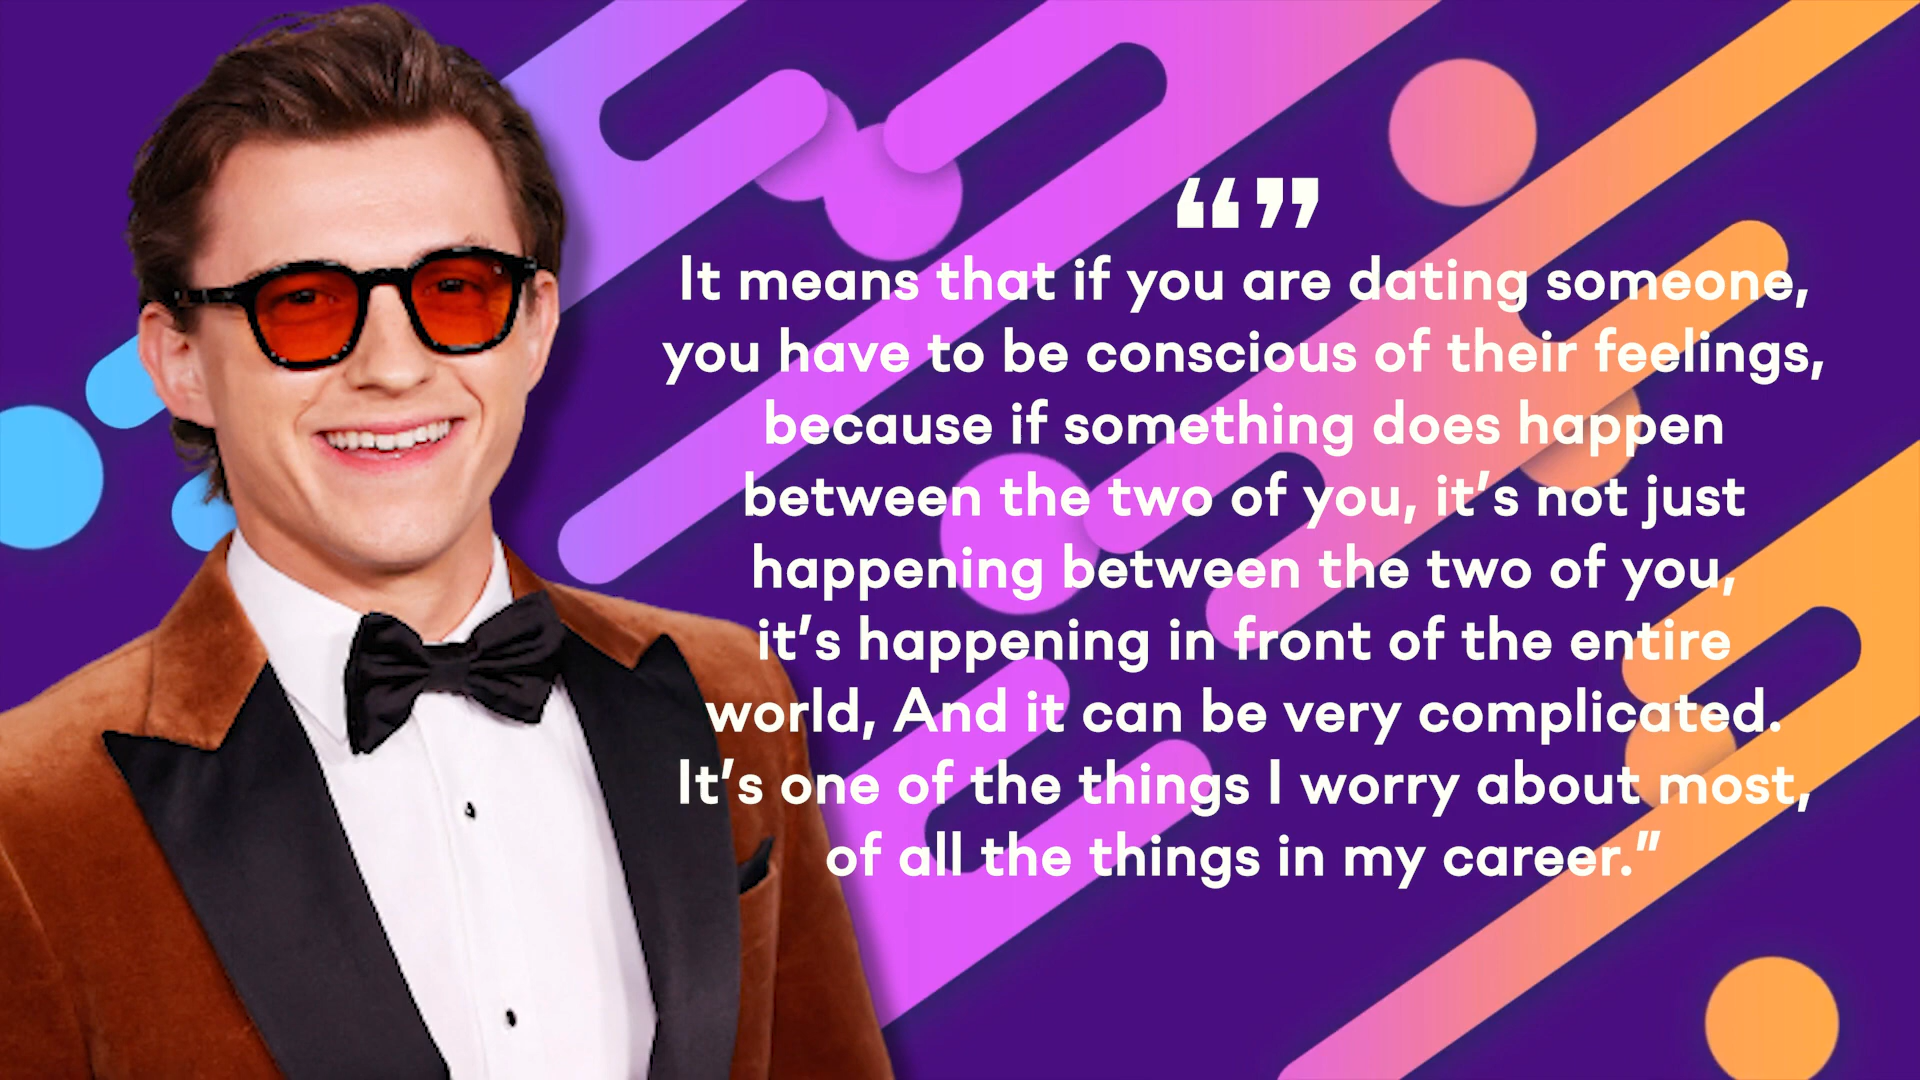 “”
It means that if you are dating someone,
you have to be conscious of their feelings,
because if something does happen
between the two of you, it’s not just
happening between the two of you,
it’s happening in front of the entire
world, And it can be very complicated.
It’s one of the things I worry about most,
of all the things in my career.”